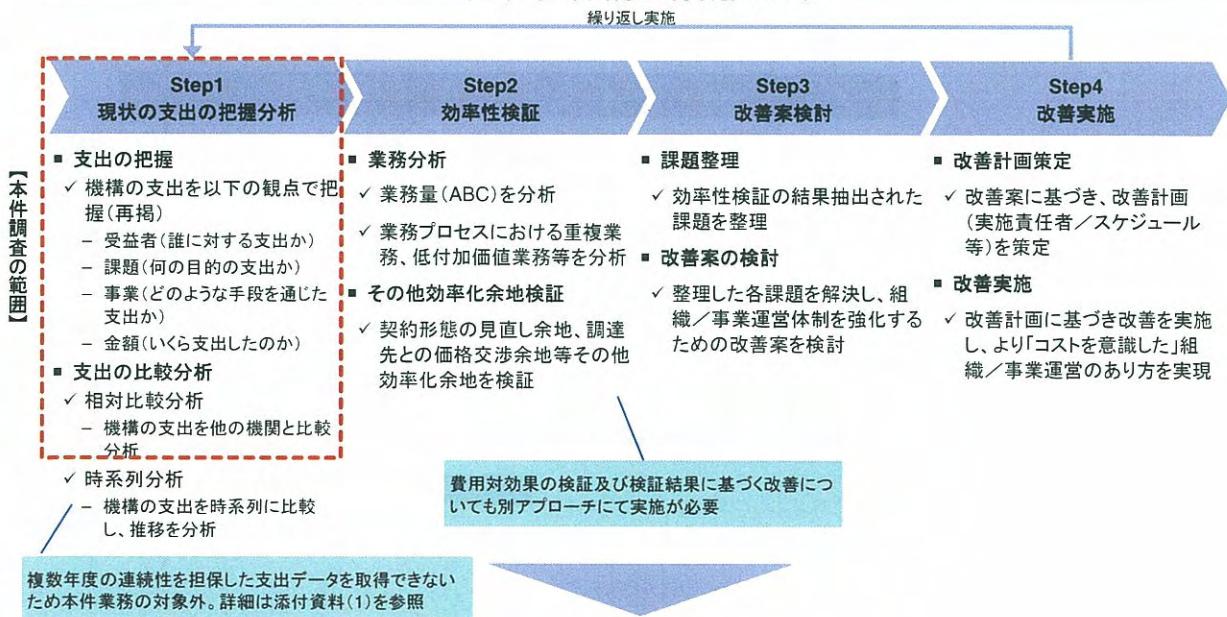 繰り返し実施
Step1
現状の支出の把握分析
Step2
効率性検証
Step3
改善案検討
Step4
改善実施
【本件調査の範囲】
■ 支出の把握
✓ 機構の支出を以下の観点で把
握(再掲)
– 受益者(誰に対する支出か)
– 課題(何の目的の支出か)
– 事業(どのような手段を通じた
支出か)
– 金額(いくら支出したのか)
■ 支出の比較分析
✓ 相対比較分析
– 機構の支出を他の機関と比較
分析
✓ 時系列分析
– 機構の支出を時系列に比較
し、推移を分析
■ 業務分析
✓ 業務量(ABC)を分析
✓ 業務プロセスにおける重複業
務、低付加価値業務等を分析
■ その他効率化余地検証
✓ 契約形態の見直し余地、調達
先との価格交渉余地等その他
効率化余地を検証
■ 課題整理
✓ 効率性検証の結果抽出された
課題を整理
■ 改善案の検討
✓ 整理した各課題を解決し、組
織/事業運営体制を強化する
ための改善案を検討
■ 改善計画策定
✓ 改善案に基づき、改善計画
(実施責任者/スケジュール
等)を策定
■ 改善実施
✓ 改善計画に基づき改善を実施
し、より「コストを意識した」組
織/事業運営のあり方を実現
費用対効果の検証及び検証結果に基づく改善につ
いても別アプローチにて実施が必要
複数年度の連続性を担保した支出データを取得できない
ため本件業務の対象外。詳細は添付資料(1)を参照